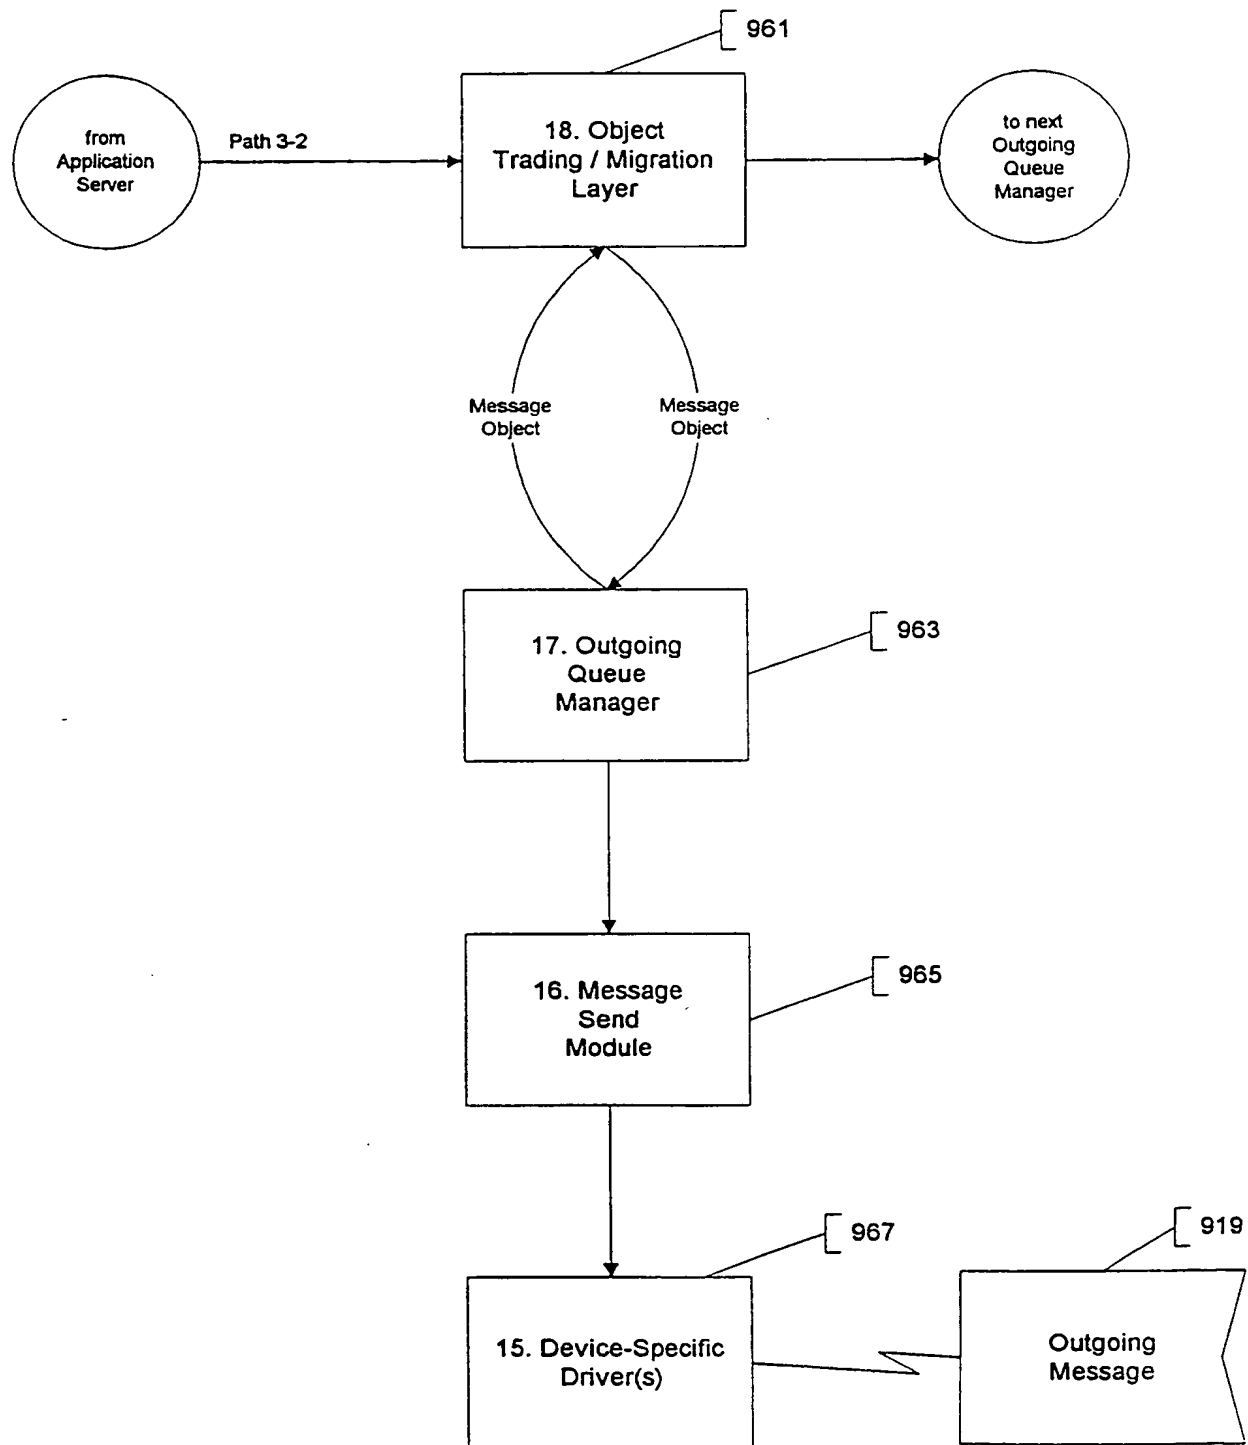 961
from
Application
Server
Path 3-2
18. Object
Trading / Migration
Layer
to next
Outgoing
Queue
Manager
Message
Object
Message
Object
17. Outgoing
Queue
Manager
963
16. Message
Send
Module
965
967
919
15. Device-Specific
Driver(s)
Outgoing
Message